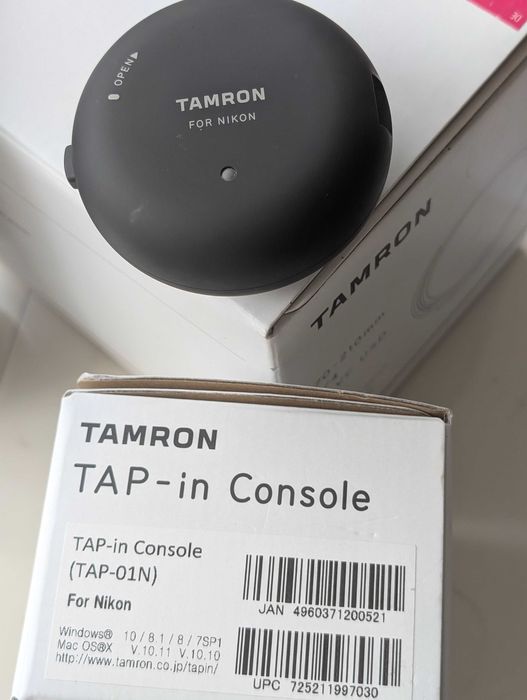 OPEN▲
TAMRON
FOR NIKON
TAMRON
210mm
USD
TAMRON
TAP-in Console
TAP-in Console
(TAP-01N)
For Nikon
Windows® 10 / 8.1 / 8 / 7SP1
Mac OS®X V.10.11 V.10.10
http://www.tamron.co.jp/tapin/
JAN 4960371200521
UPC 725211997030